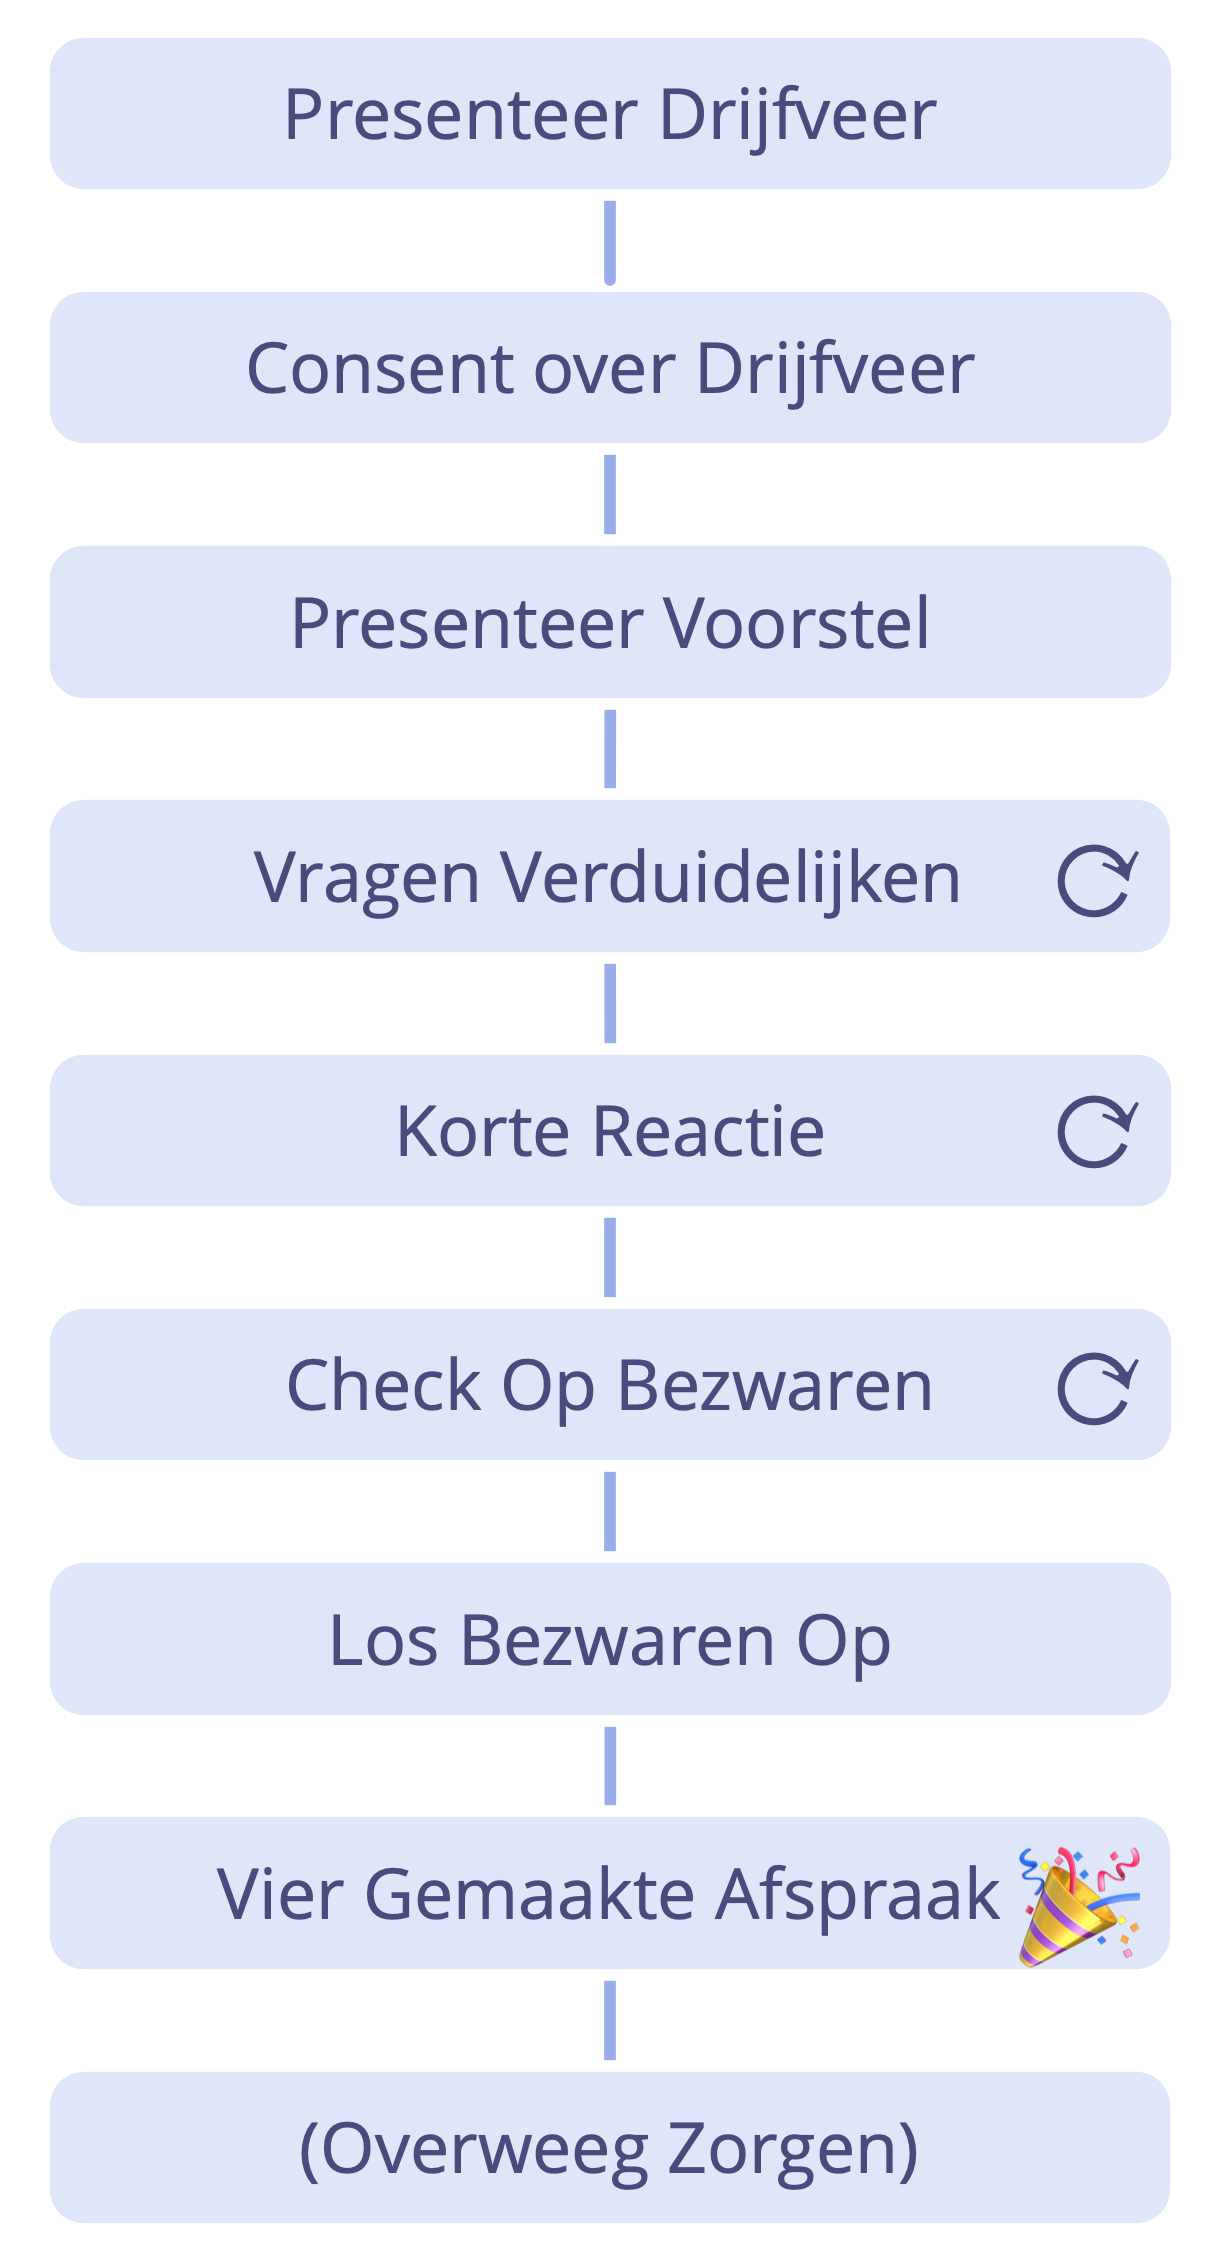 Presenteer Drijfveer
Consent over Drijfveer
Presenteer Voorstel
Vragen Verduidelijken
Korte Reactie
Check Op Bezwaren
Los Bezwaren Op
Vier Gemaakte Afspraak
(Overweeg Zorgen)